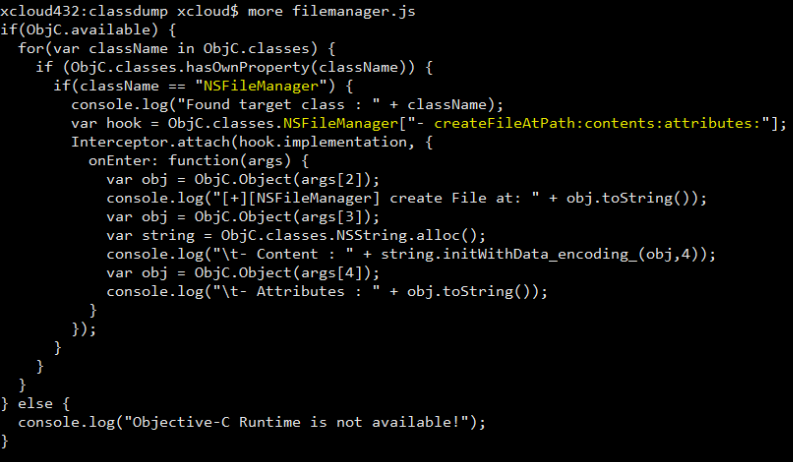 xcloud432:classdump xcloud$ more filemanager.js
if(ObjC.available) {
  for(var className in ObjC.classes) {
    if (ObjC.classes.hasOwnProperty(className)) {
      if(className == "NSFileManager") {
        console.log("Found target class : " + className);
        var hook = ObjC.classes.NSFileManager["- createFileAtPath:contents:attributes:"];
        Interceptor.attach(hook.implementation, {
          onEnter: function(args) {
            var obj = ObjC.Object(args[2]);
            console.log("[+][NSFileManager] create File at: " + obj.toString());
            var obj = ObjC.Object(args[3]);
            var string = ObjC.classes.NSString.alloc();
            console.log("\t- Content : " + string.initWithData_encoding_(obj,4));
            var obj = ObjC.Object(args[4]);
            console.log("\t- Attributes : " + obj.toString());
          }
        });
      }
    }
  }
} else {
  console.log("Objective-C Runtime is not available!");
}